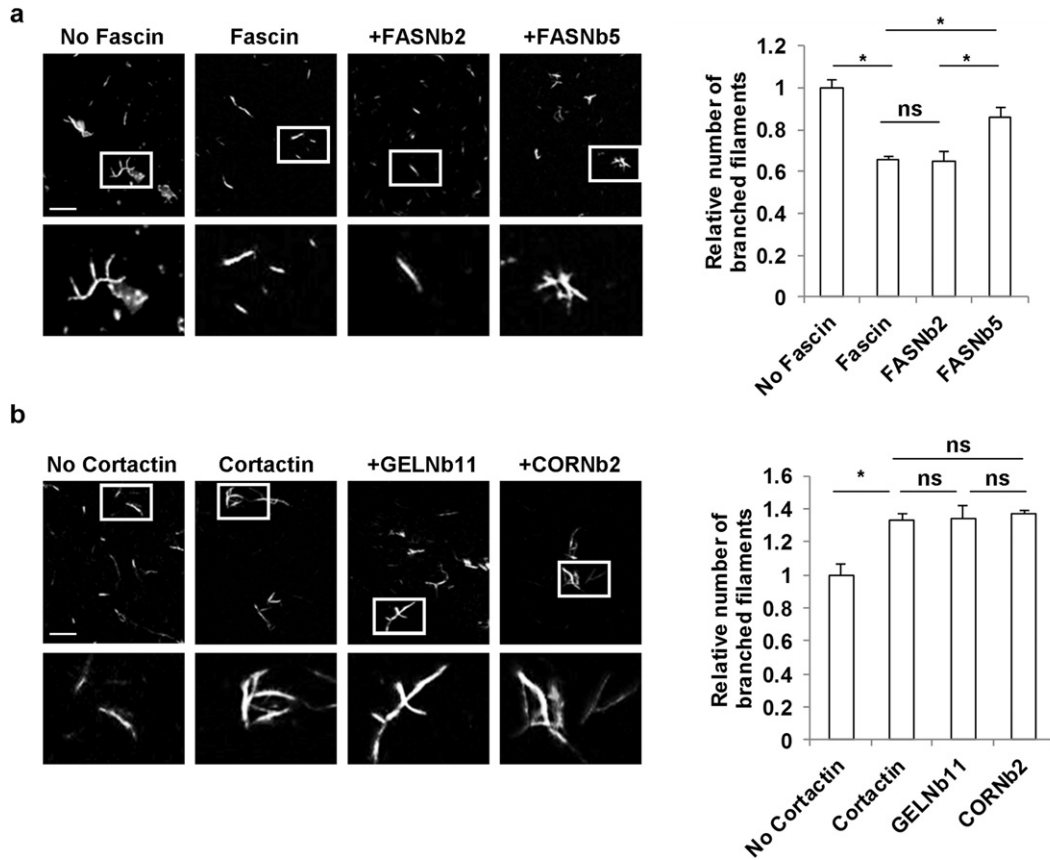 a
No Fascin
Fascin
+FASNb2
+FASNb5
Relative number of
branched filaments
1.2
1
0.8
0.6
0.4
0.2
0
*
*
*
ns
No Fascin
Fascin
FASNb2
FASNb5
b
No Cortactin
Cortactin
+GELNb11
+CORNb2
Relative number of
branched filaments
1.6
1.4
1.2
1
0.8
0.6
0.4
0.2
0
ns
*
ns
ns
No Cortactin
Cortactin
GELNb11
CORNb2